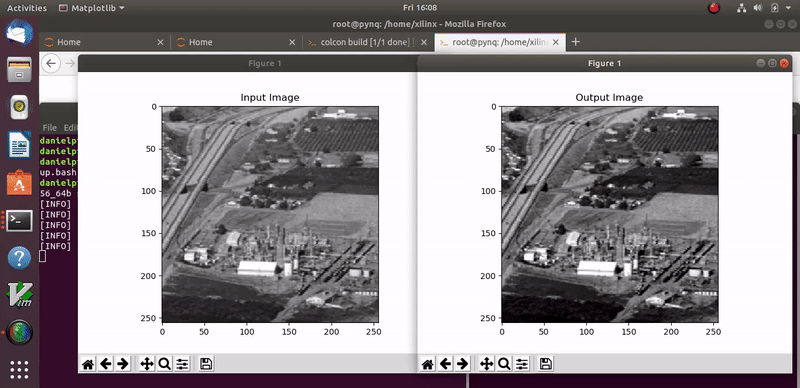 Activities
Matplotlib
Fri 16:08
root@pynq: /home/xilinx - Mozilla Firefox
Home
Home
colcon build [1/1 done] [
root@pynq: /home/xilin
Figure 1
Figure 1
File Edi
danielp
danielp
danielp
up.bash
danielp
56_64b
[INFO]
[INFO]
[INFO]
[INFO]
[INFO]
Input Image
0
50
100
150
200
250
0 50 100 150 200 250
Output Image
0
50
100
150
200
250
0 50 100 150 200 250